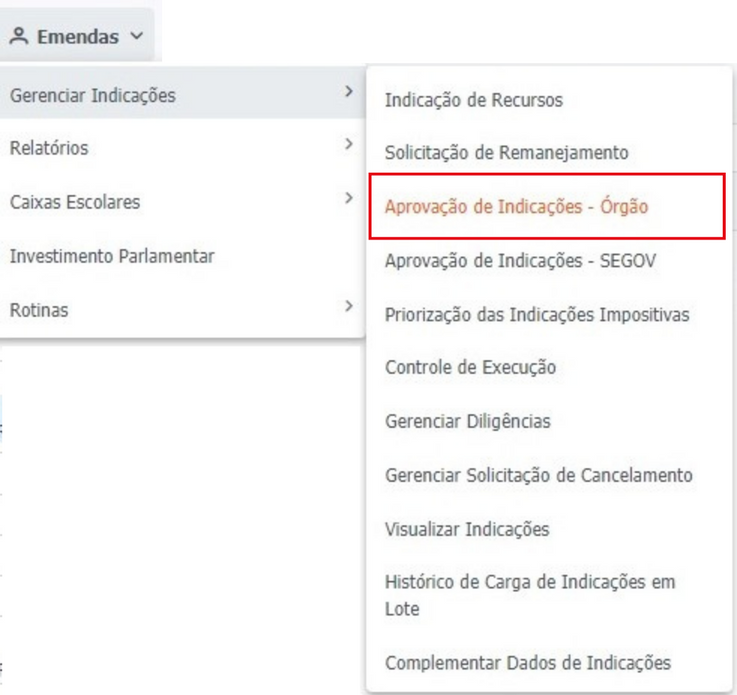 Emendas
Gerenciar Indicações
Relatórios
Caixas Escolares
Investimento Parlamentar
Rotinas
Indicação de Recursos
Solicitação de Remanejamento
Aprovação de Indicações - Órgão
Aprovação de Indicações - SEGOV
Priorização das Indicações Impositivas
Controle de Execução
Gerenciar Diligências
Gerenciar Solicitação de Cancelamento
Visualizar Indicações
Histórico de Carga de Indicações em
Lote
Complementar Dados de Indicações